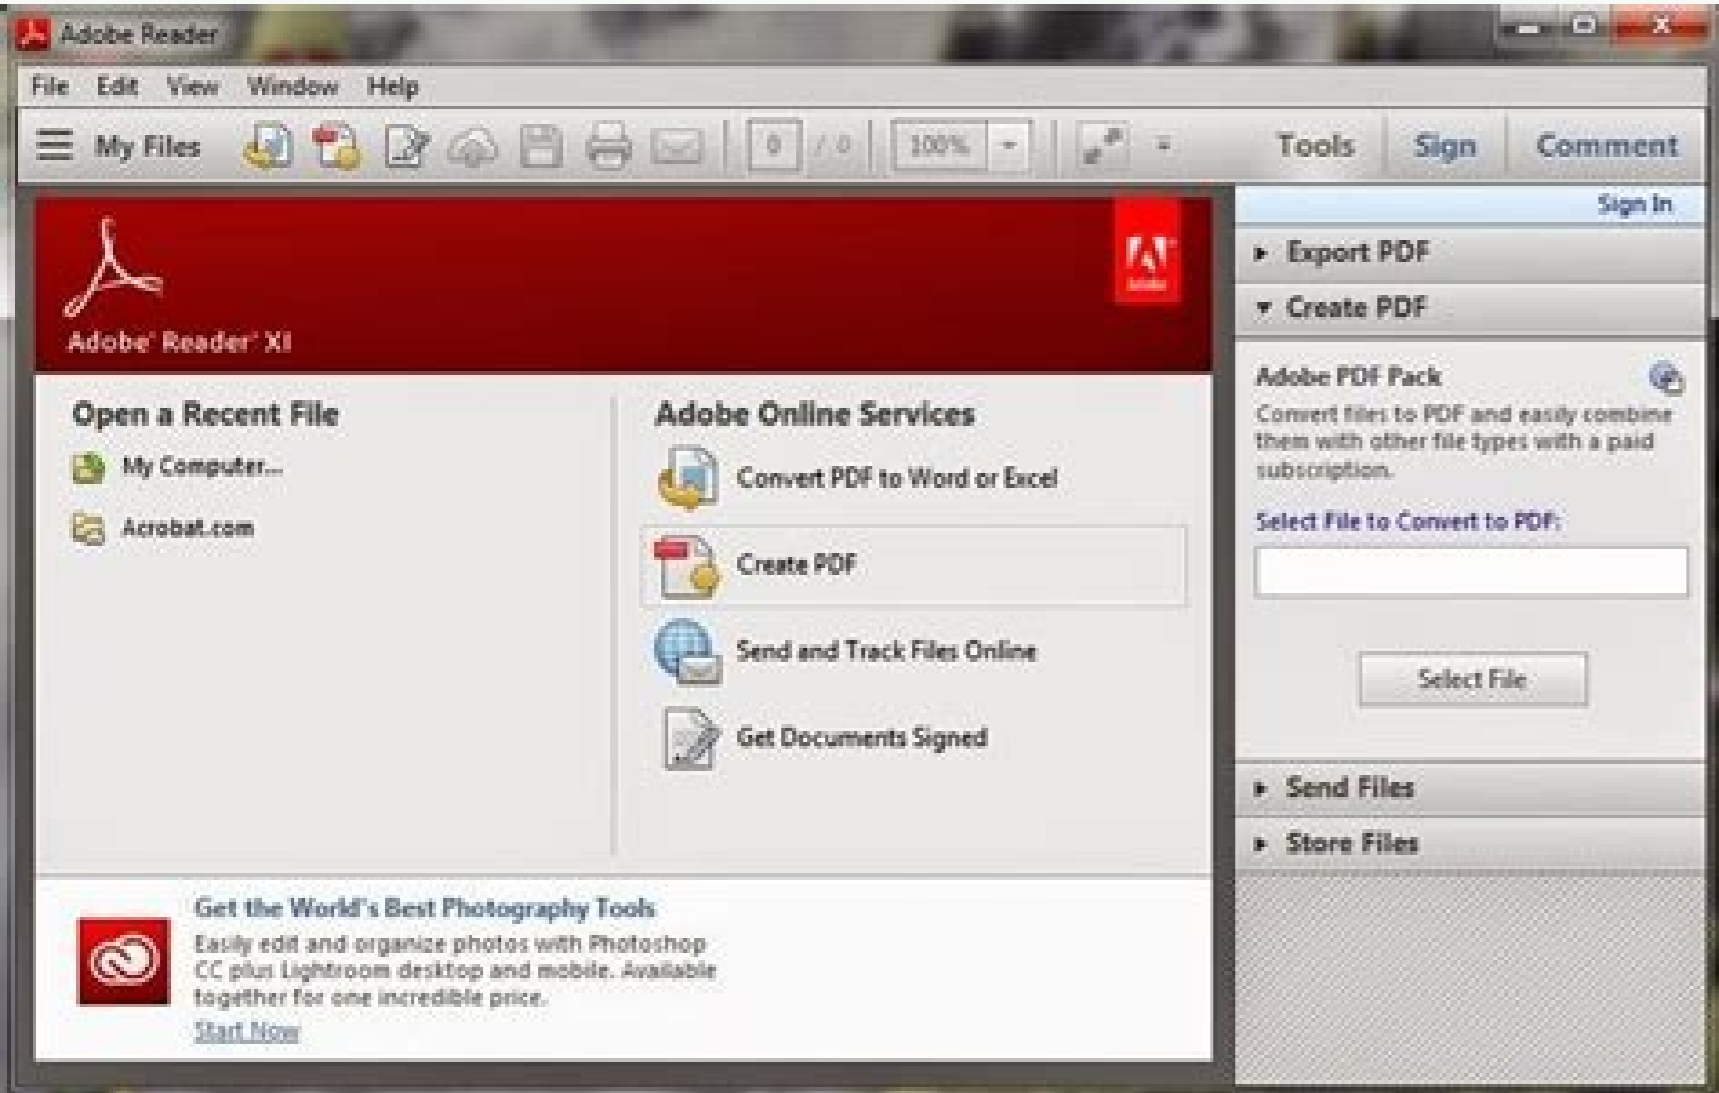 Adobe Reader
File Edit View Window Help
My Files 0 / 0 100% Tools Sign Comment
Sign In
Adobe
Adobe® Reader® XI
Open a Recent File
My Computer...
Acrobat.com
Adobe Online Services
Convert PDF to Word or Excel
Create PDF
Send and Track Files Online
Get Documents Signed
Get the World's Best Photography Tools
Easily edit and organize photos with Photoshop
CC plus Lightroom desktop and mobile. Available
together for one incredible price.
Start Now
Export PDF
Create PDF
Adobe PDF Pack
Convert files to PDF and easily combine
them with other file types with a paid
subscription.
Select File to Convert to PDF:
Select File
Send Files
Store Files